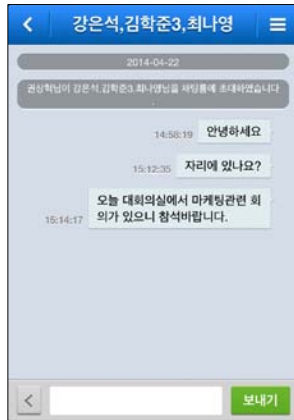 강은석,김학준3,최나영
2014-04-22
권상혁님이 강은석,김학준3,최나영님을 채팅룸에 초대하였습니다
.
14:58:19 안녕하세요
15:12:35 자리에 있나요?
오늘 대회의실에서 마케팅관련 회
15:14:17 의가 있으니 참석바랍니다.
보내기